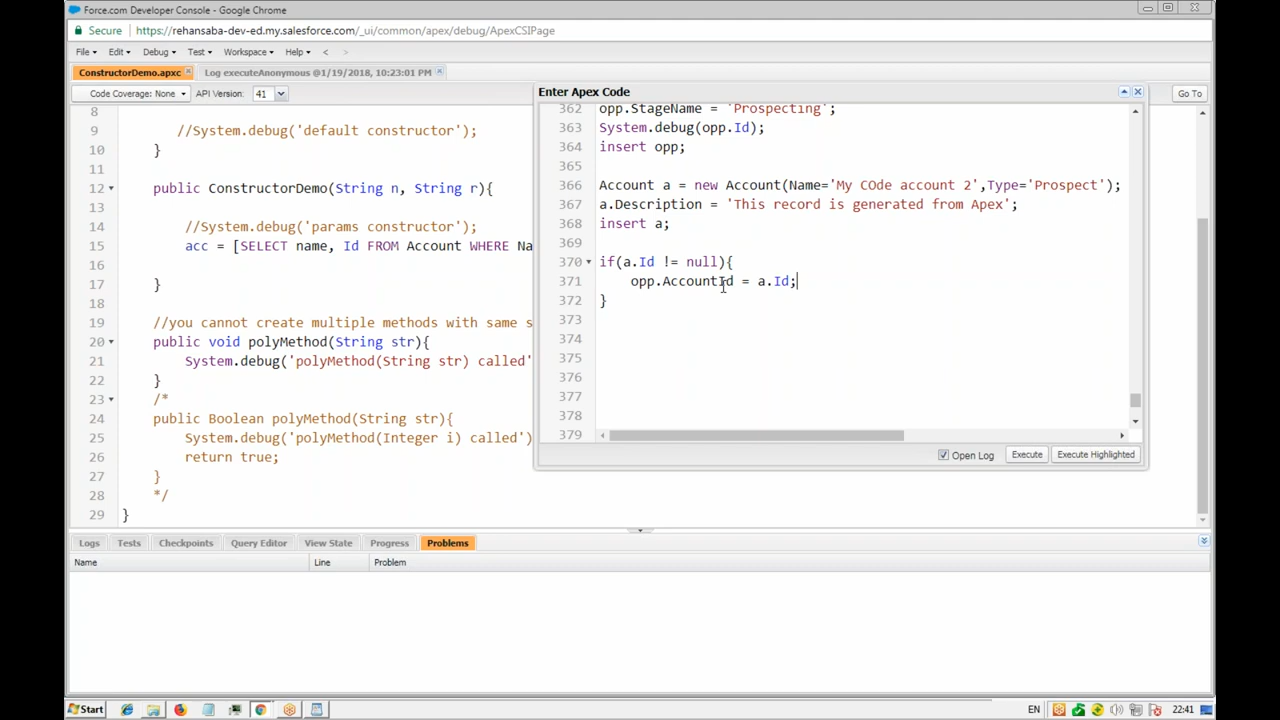 Force.com Developer Console - Google Chrome
Secure https://rehansaba-dev-ed.my.salesforce.com/_ui/common/apex/debug/ApexCSIPage
File Edit Debug Test Workspace Help < >
ConstructorDemo.apxc Log executeAnonymous @1/19/2018, 10:23:01 PM
Code Coverage: None API Version: 41 Go To
8
9 //System.debug('default constructor');
10 }
11
12 public ConstructorDemo(String n, String r){
13
14 //System.debug('params constructor');
15 acc = [SELECT name, Id FROM Account WHERE Na
16
17 }
18
19 //you cannot create multiple methods with same s
20 public void polyMethod(String str){
21 System.debug('polyMethod(String str) called'
22 }
23 /*
24 public Boolean polyMethod(String str){
25 System.debug('polyMethod(Integer i) called')
26 return true;
27 }
28 */
29 }
Enter Apex Code
362 opp.StageName = 'Prospecting';
363 System.debug(opp.Id);
364 insert opp;
365
366 Account a = new Account(Name='My COde account 2',Type='Prospect');
367 a.Description = 'This record is generated from Apex';
368 insert a;
369
370 if(a.Id != null){
371 opp.AccountId = a.Id;
372 }
373
374
375
376
377
378
379
Open Log Execute Execute Highlighted
Logs Tests Checkpoints Query Editor View State Progress Problems
Name Line Problem
Start EN 22:41